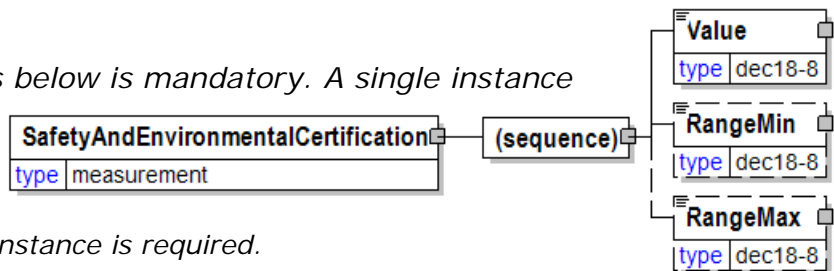 s below is mandatory. A single instance
SafetyAndEnvironmentalCertification
type measurement
(sequence)
Value
type dec18-8
RangeMin
type dec18-8
RangeMax
type dec18-8
nstance is required.